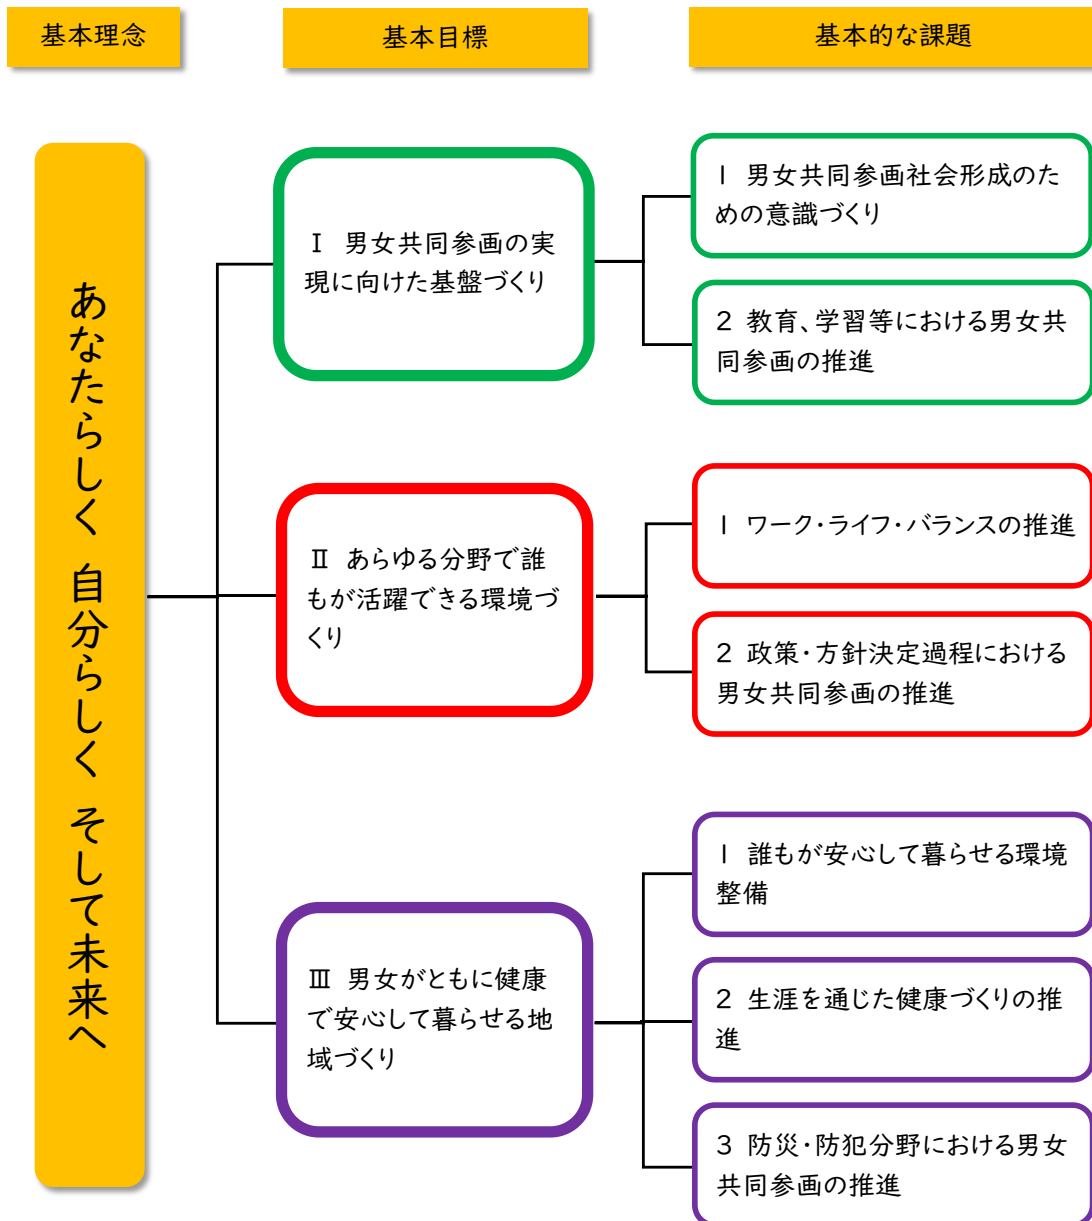 基本理念
基本目標
基本的な課題
あなたらしく 自分らしく そして未来へ
Ⅰ 男女共同参画の実
現に向けた基盤づくり
1 男女共同参画社会形成のた
めの意識づくり
2 教育、学習等における男女共
同参画の推進
Ⅱ あらゆる分野で誰
もが活躍できる環境づ
くり
1 ワーク・ライフ・バランスの推進
2 政策・方針決定過程における
男女共同参画の推進
Ⅲ 男女がともに健康
で安心して暮らせる地
域づくり
1 誰もが安心して暮らせる環境
整備
2 生涯を通じた健康づくりの推
進
3 防災・防犯分野における男女
共同参画の推進